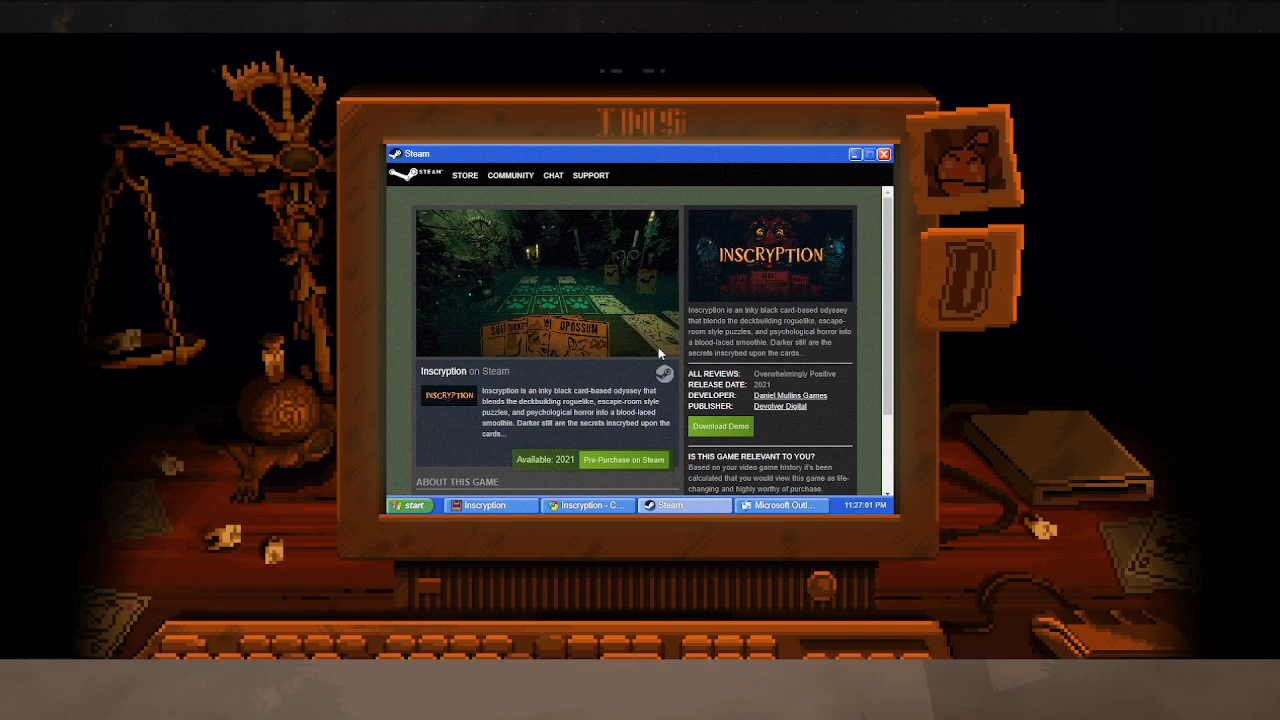 INS
Steam
STEAM STORE COMMUNITY CHAT SUPPORT
OPOSSUM
INSCRYPTION
Inscryption is an inky black card-based odyssey
that blends the deckbuilding roguelike, escape-
room style puzzles, and psychological horror into
a blood-laced smoothie. Darker still are the
secrets inscrybed upon the cards...
Inscryption on Steam
INSCRYPTION
Inscryption is an inky black card-based odyssey that
blends the deckbuilding roguelike, escape-room style
puzzles, and psychological horror into a blood-laced
smoothie. Darker still are the secrets inscrybed upon the
cards...
Available: 2021 Pre-Purchase on Steam
ABOUT THIS GAME
ALL REVIEWS: Overwhelmingly Positive
RELEASE DATE: 2021
DEVELOPER: Daniel Mullins Games
PUBLISHER: Devolver Digital
Download Demo
IS THIS GAME RELEVANT TO YOU?
Based on your video game history it's been
calculated that you would view this game as life-
changing and highly worthy of purchase.
start Inscryption Inscryption - C... Steam Microsoft Outl... 11:27:01 PM